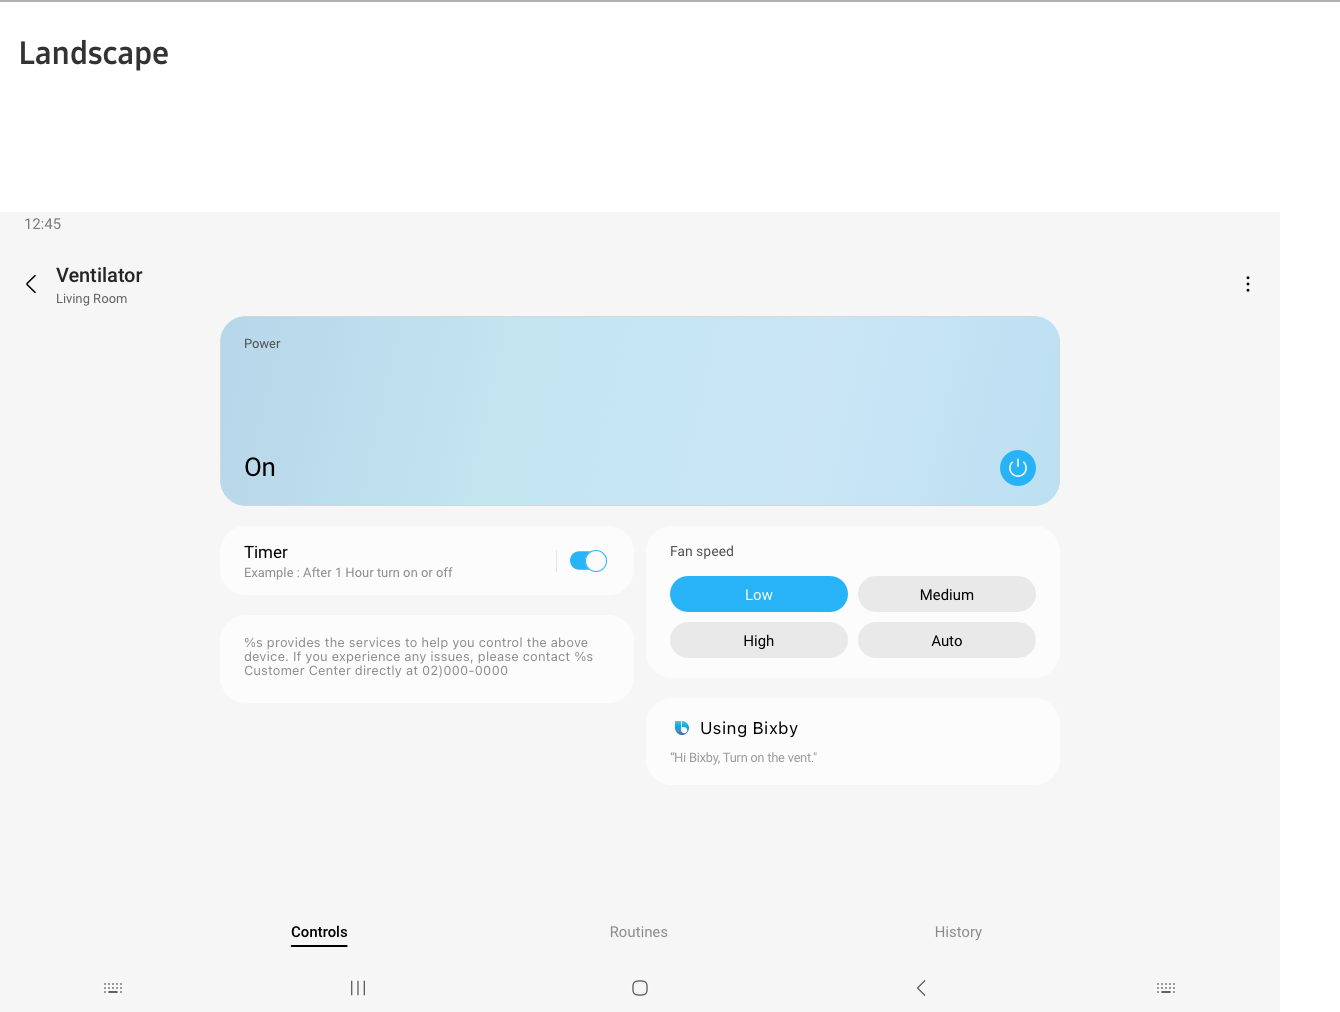 Landscape
12:45
Ventilator
Living Room
Power
On
Timer
Example : After 1 Hour turn on or off
%s provides the services to help you control the above
device. If you experience any issues, please contact %s
Customer Center directly at 02)000-0000
Fan speed
Low
Medium
High
Auto
Using Bixby
“Hi Bixby, Turn on the vent.”
Controls
Routines
History